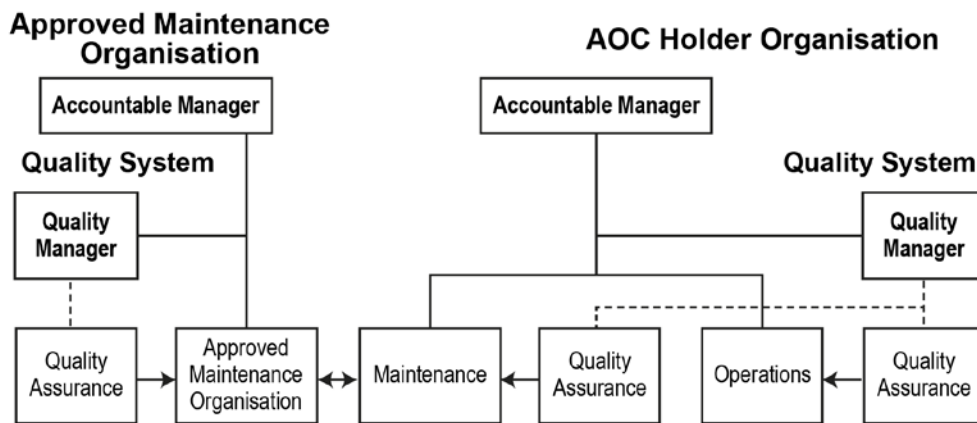 Approved Maintenance
Organisation
AOC Holder Organisation
Accountable Manager
Accountable Manager
Quality System
Quality System
Quality
Manager
Quality
Manager
Quality
Assurance
Approved
Maintenance
Organisation
Maintenance
Quality
Assurance
Operations
Quality
Assurance